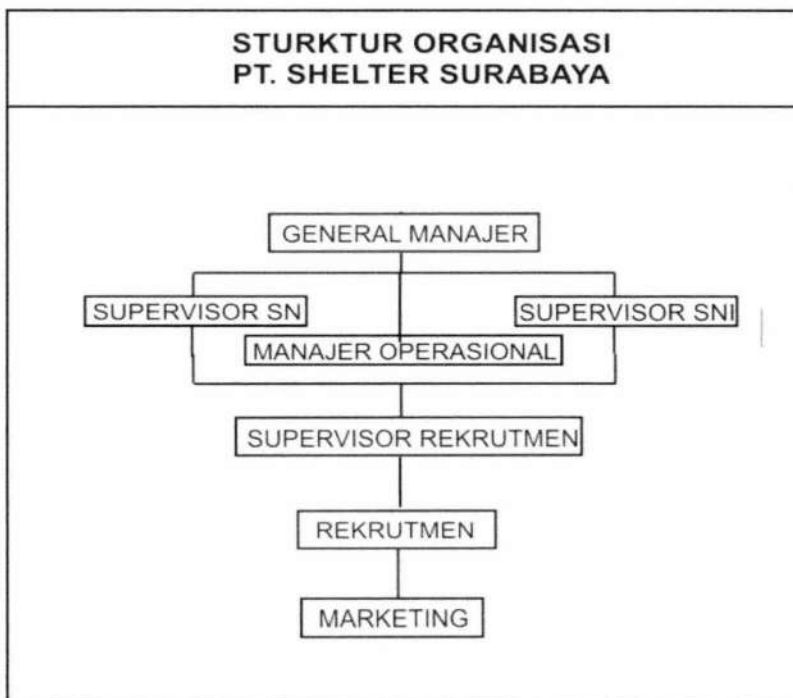 STURKTUR ORGANISASI
PT. SHELTER SURABAYA
GENERAL MANAJER
SUPERVISOR SN
SUPERVISOR SNI
MANAJER OPERASIONAL
SUPERVISOR REKRUTMEN
REKRUTMEN
MARKETING